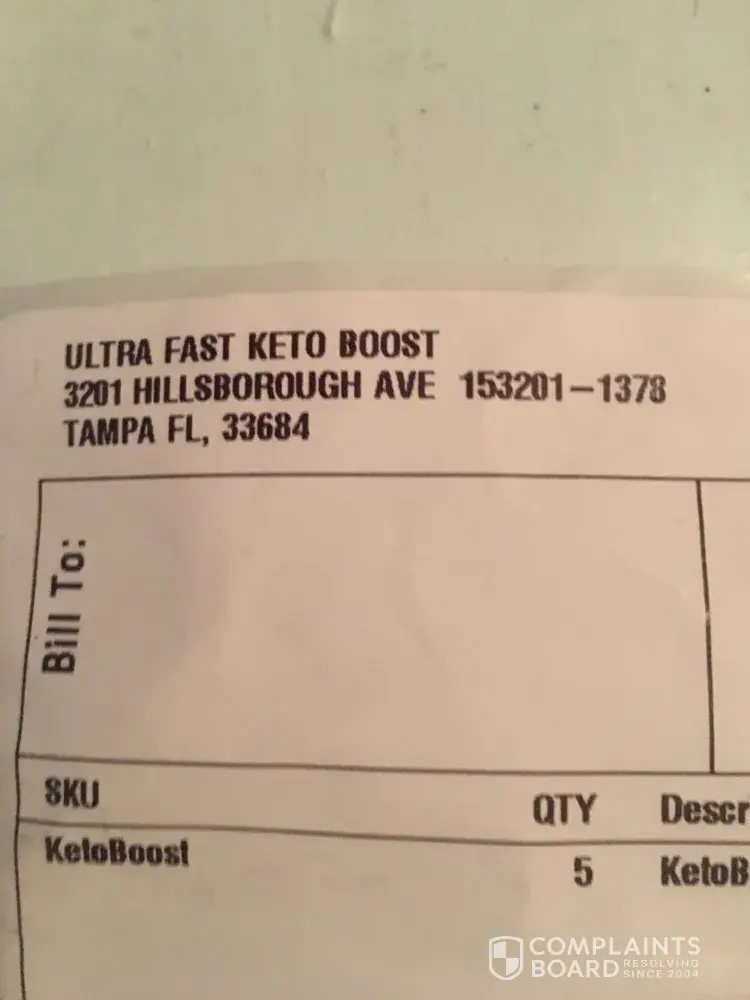 ULTRA FAST KETO BOOST
3201 HILLSBOROUGH AVE 153201-1378
TAMPA FL, 33684
Bill To:
SKU QTY Descr
KetoBoost 5 KetoB
COMPLAINTS
BOARD RESOLVING
SINCE 2004